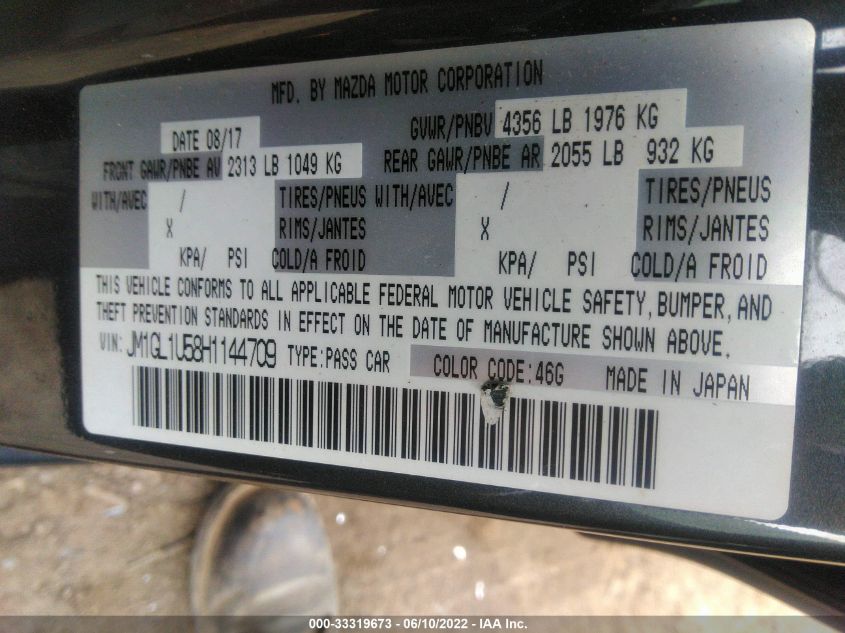 MFD. BY MAZDA MOTOR CORPORATION
DATE 08/17 GVWR/PNBV 4356 LB 1976 KG
FRONT GAWR/PNBE AV 2313 LB 1049 KG REAR GAWR/PNBE AR 2055 LB 932 KG
WITH/AVEC / TIRES/PNEUS WITH/AVEC / TIRES/PNEUS
X RIMS/JANTES X RIMS/JANTES
KPA/ PSI COLD/A FROID KPA/ PSI COLD/A FROID
THIS VEHICLE CONFORMS TO ALL APPLICABLE FEDERAL MOTOR VEHICLE SAFETY, BUMPER, AND
THEFT PREVENTION STANDARDS IN EFFECT ON THE DATE OF MANUFACTURE SHOWN ABOVE.
VIN: JM1GL1U58H1144709 TYPE:PASS CAR COLOR CODE:46G MADE IN JAPAN
000-33319673 - 06/10/2022 - IAA Inc.